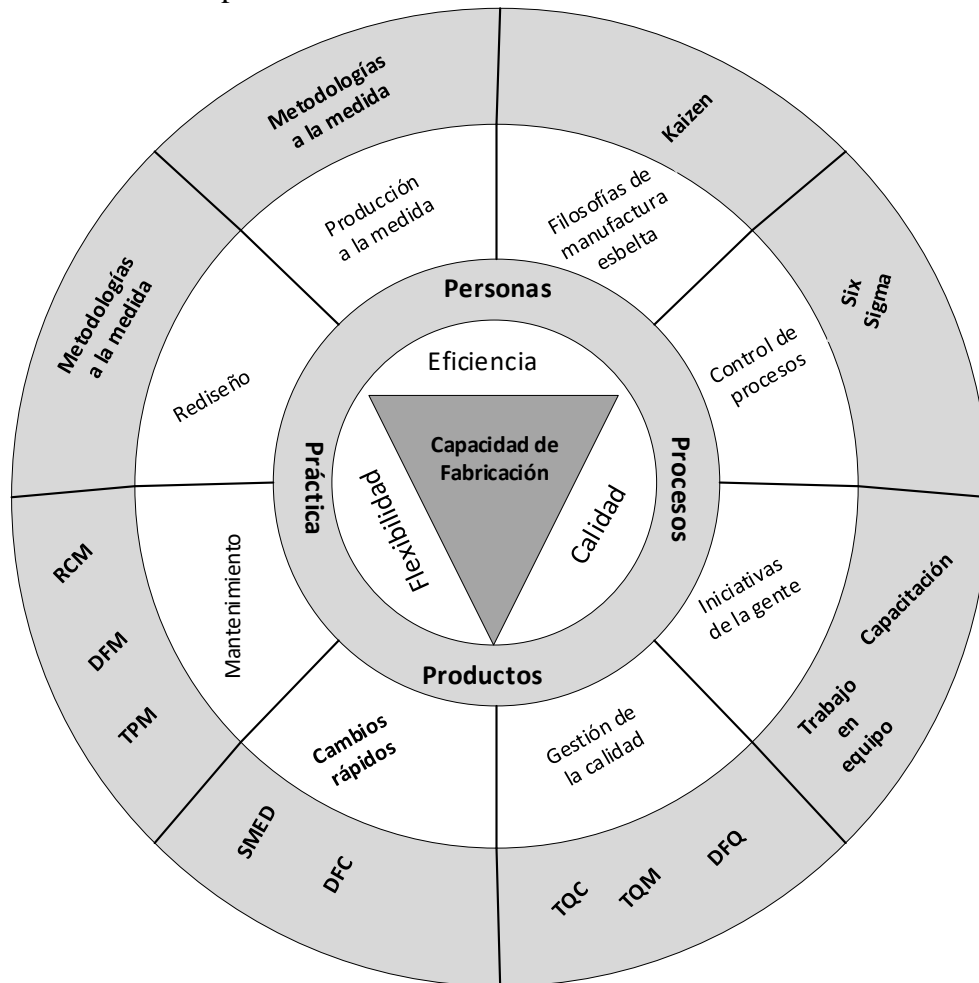 Metodologías
a la medida
Kaizen
Six
Sigma
Capacitación
Trabajo
en
equipo
DFQ
TQM
TQC
DFC
SMED
TPM
DFM
RCM
Metodologías
a la medida
Producción
a la medida
Filosofías de
manufactura
esbelta
Control de
procesos
Iniciativas
de la gente
Gestión de
la calidad
Cambios
rápidos
Mantenimiento
Rediseño
Personas
Procesos
Productos
Práctica
Eficiencia
Calidad
Flexibilidad
Capacidad de
Fabricación